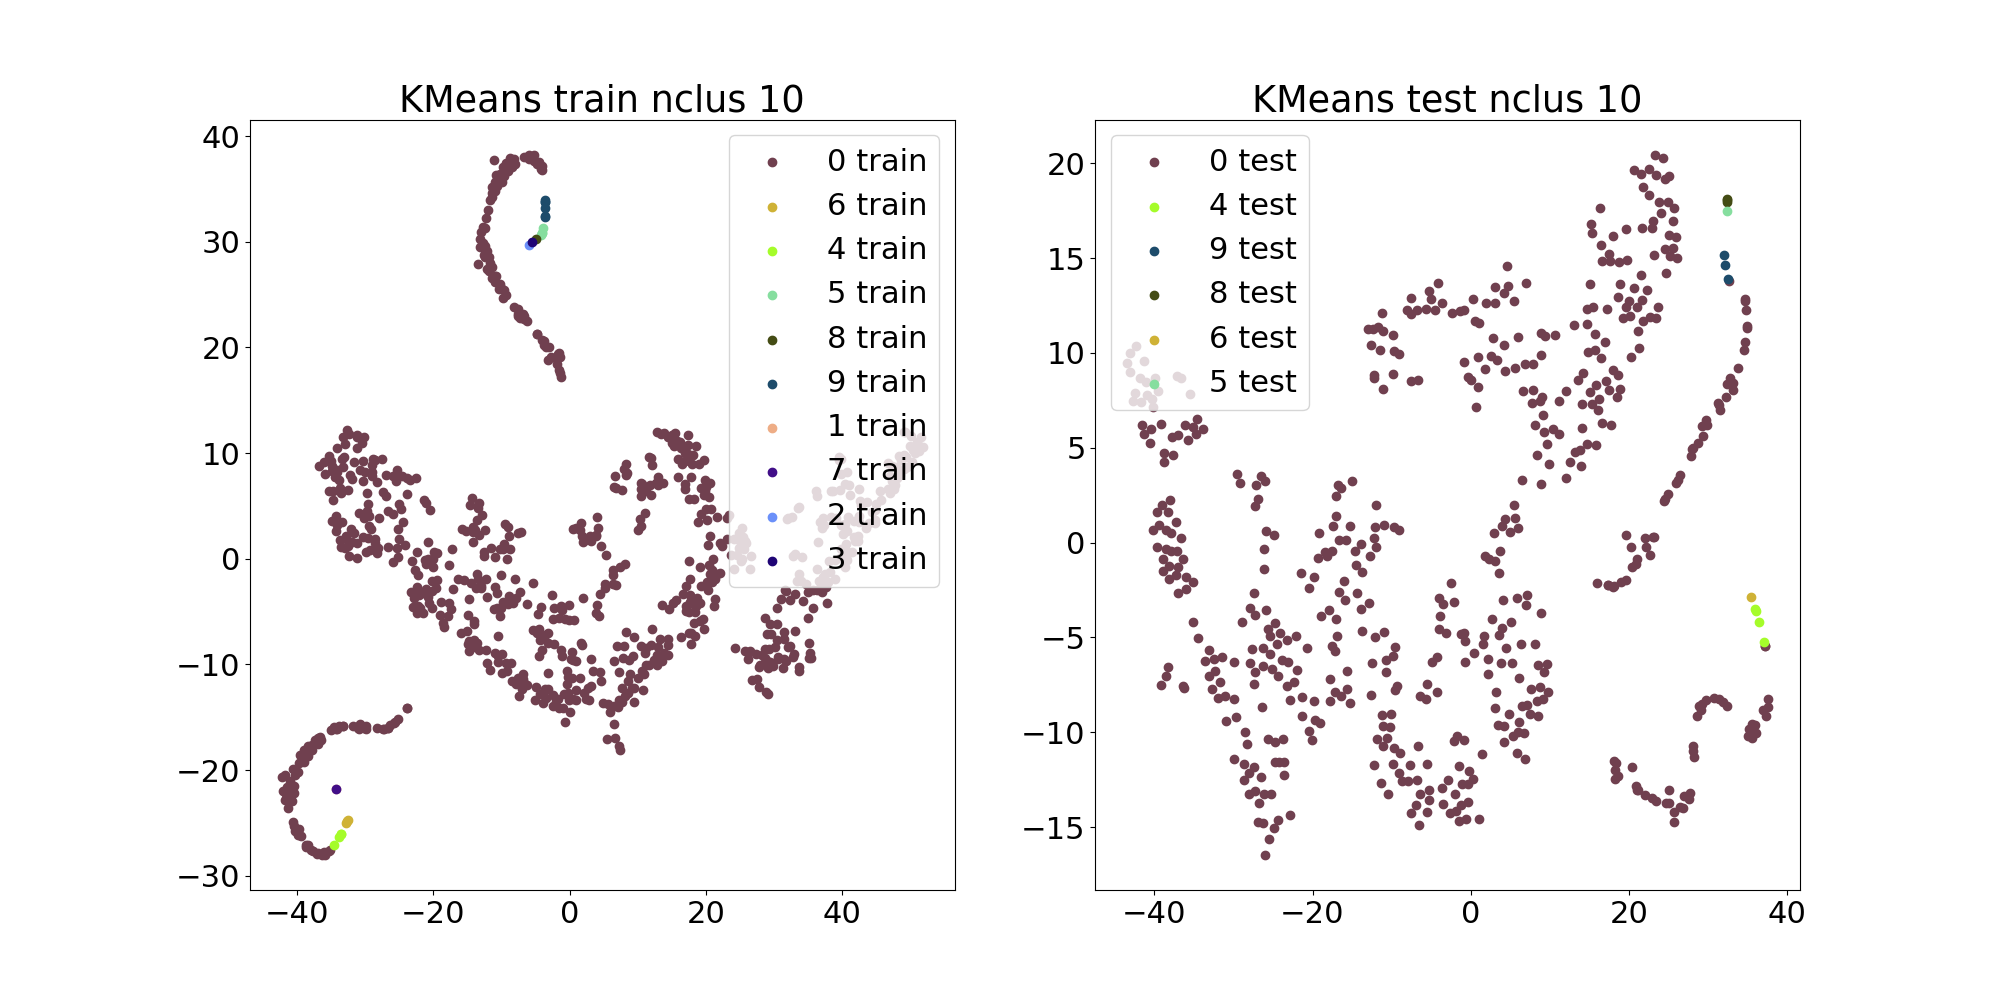 KMeans train nclus 10
40
30
20
10
0
−10
−20
−30
−40
−20
0
20
40
0 train
6 train
4 train
5 train
8 train
9 train
1 train
7 train
2 train
3 train
KMeans test nclus 10
20
15
10
5
0
−5
−10
−15
−40
−20
0
20
40
0 test
4 test
9 test
8 test
6 test
5 test